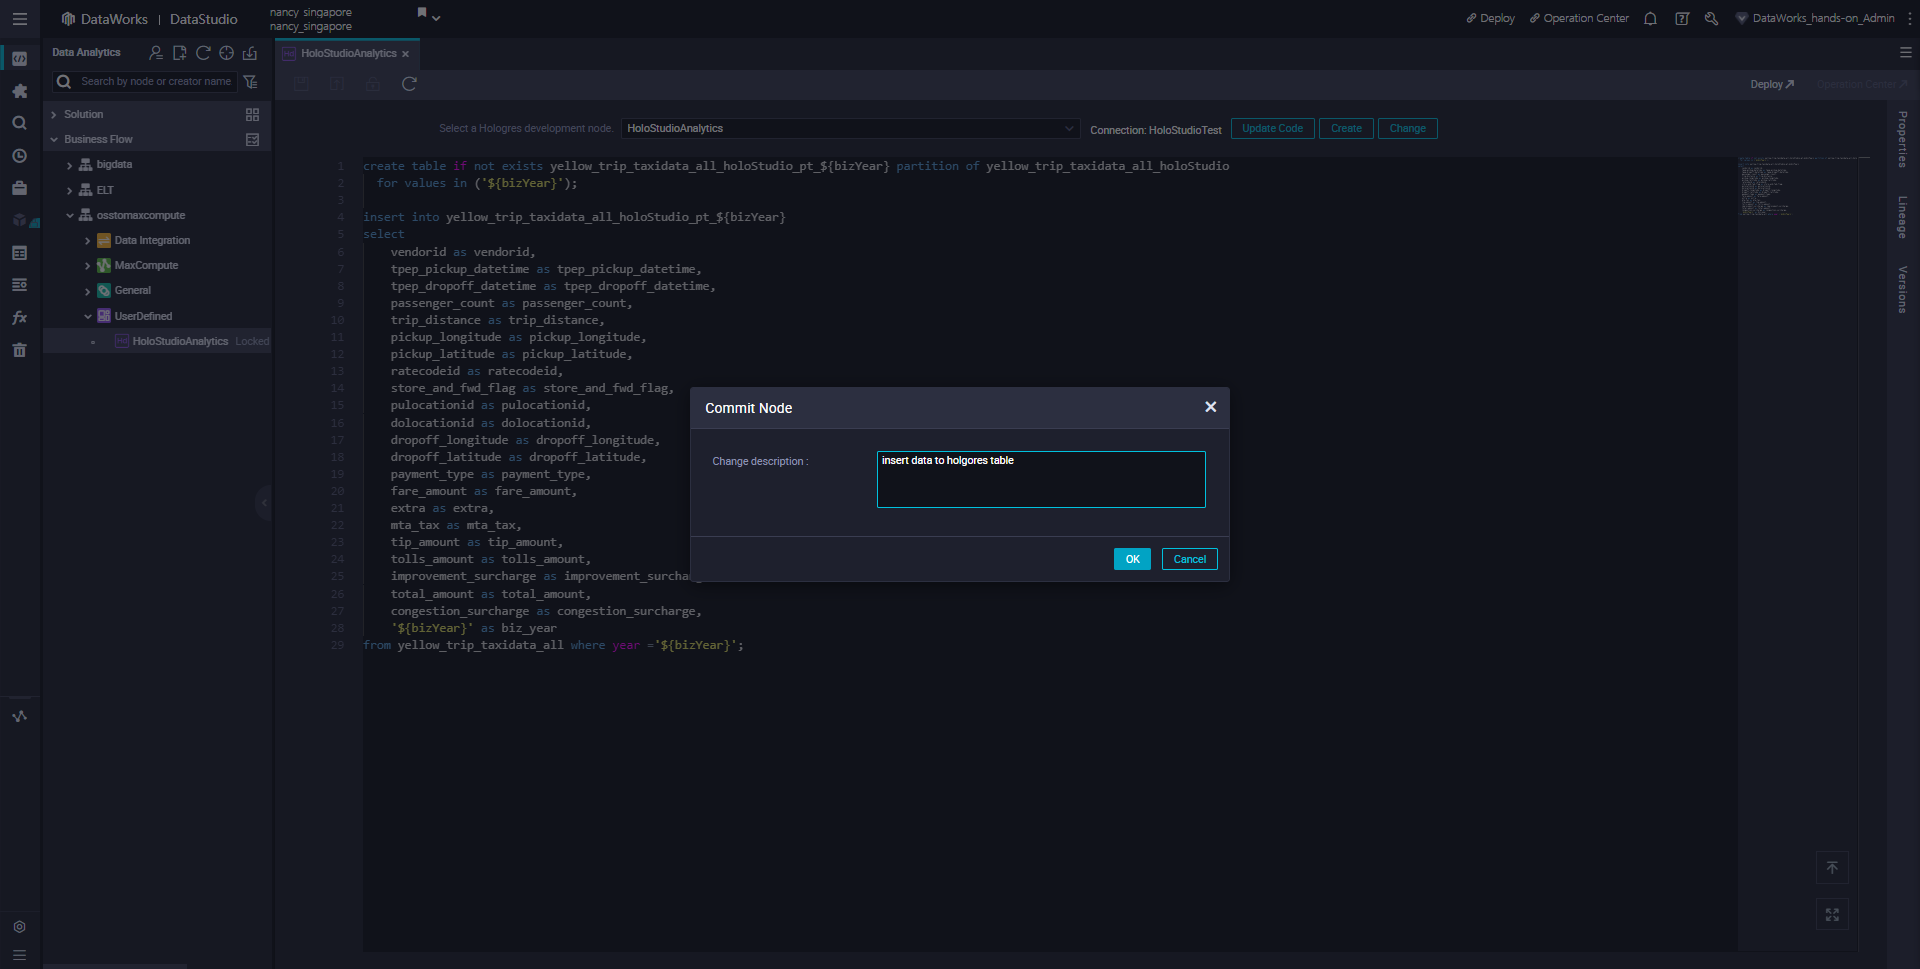 DataWorks | DataStudio
nancy_singapore
nancy_singapore
Deploy
Operation Center
DataWorks_hands-on_Admin
Data Analytics
HoloStudioAnalytics
Search by node or creator name
Deploy
Operation Center
Solution
Business Flow
bigdata
ELT
osstomaxcompute
Data Integration
MaxCompute
General
UserDefined
HoloStudioAnalytics Locked
Select a Hologres development node.
HoloStudioAnalytics
Connection: HoloStudioTest
Update Code
Create
Change
Properties
Lineage
Versions
1 create table if not exists yellow_trip_taxidata_all_holoStudio_pt_${bizYear} partition of yellow_trip_taxidata_all_holoStudio
2 for values in ('${bizYear}');
3
4 insert into yellow_trip_taxidata_all_holoStudio_pt_${bizYear}
5 select
6 vendorid as vendorid,
7 tpep_pickup_datetime as tpep_pickup_datetime,
8 tpep_dropoff_datetime as tpep_dropoff_datetime,
9 passenger_count as passenger_count,
10 trip_distance as trip_distance,
11 pickup_longitude as pickup_longitude,
12 pickup_latitude as pickup_latitude,
13 ratecodeid as ratecodeid,
14 store_and_fwd_flag as store_and_fwd_flag,
15 pulocationid as pulocationid,
16 dolocationid as dolocationid,
17 dropoff_longitude as dropoff_longitude,
18 dropoff_latitude as dropoff_latitude,
19 payment_type as payment_type,
20 fare_amount as fare_amount,
21 extra as extra,
22 mta_tax as mta_tax,
23 tip_amount as tip_amount,
24 tolls_amount as tolls_amount,
25 improvement_surcharge as improvement_surchar
26 total_amount as total_amount,
27 congestion_surcharge as congestion_surcharge,
28 '${bizYear}' as biz_year
29 from yellow_trip_taxidata_all where year ='${bizYear}';
Commit Node
Change description :
insert data to holgores table
OK
Cancel